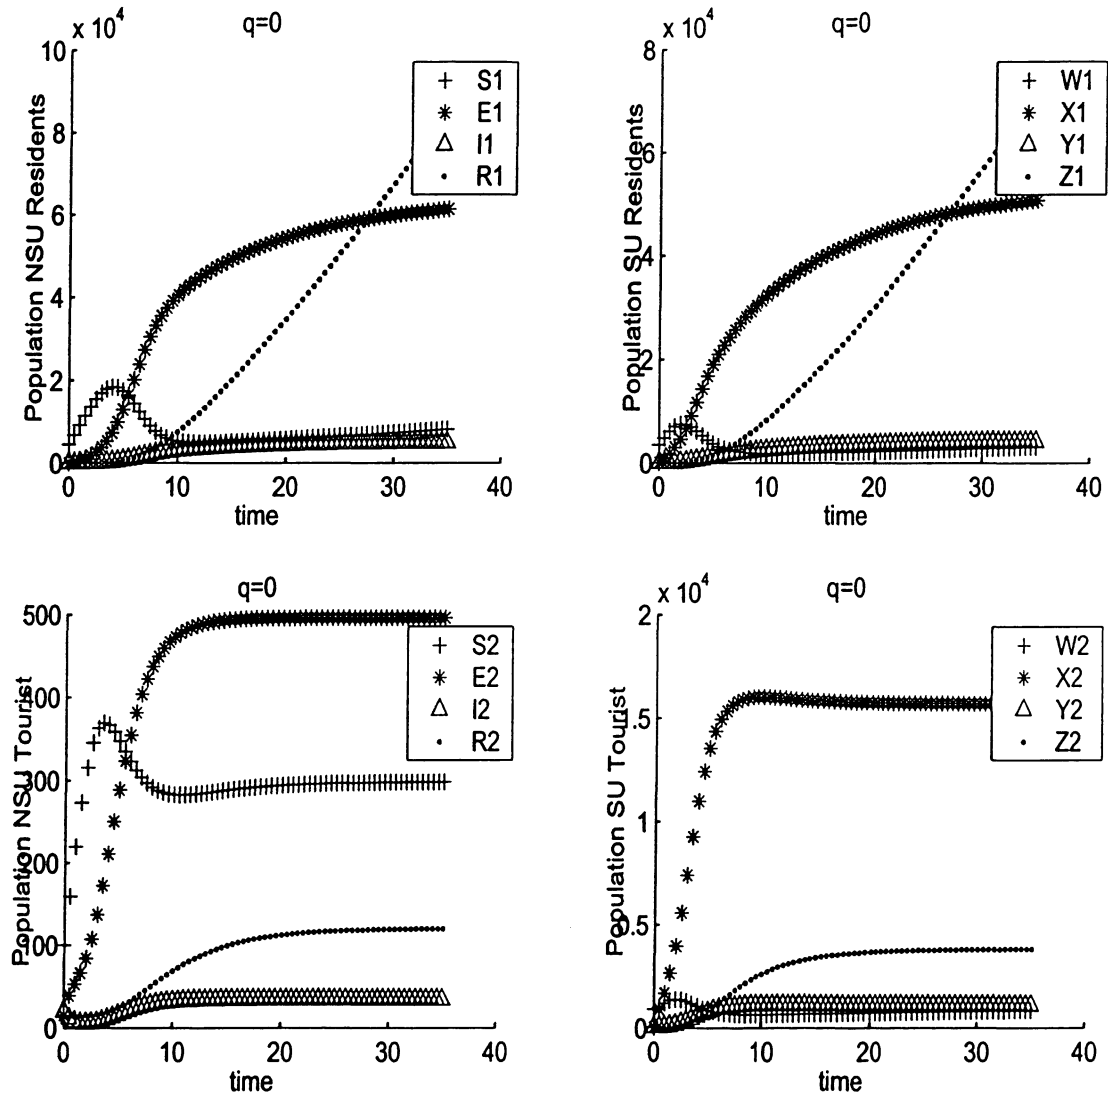 x 10^4
q=0
10
8
6
4
2
0
0 10 20 30 40
time
Population NSU Residents
S1
E1
I1
R1
x 10^4
q=0
8
6
4
2
0
0 10 20 30 40
time
Population SU Residents
W1
X1
Y1
Z1
q=0
500
400
300
200
100
0
0 10 20 30 40
time
Population NSU Tourist
S2
E2
I2
R2
x 10^4
q=0
2
1.5
1
0.5
0
0 10 20 30 40
time
Population SU Tourist
W2
X2
Y2
Z2